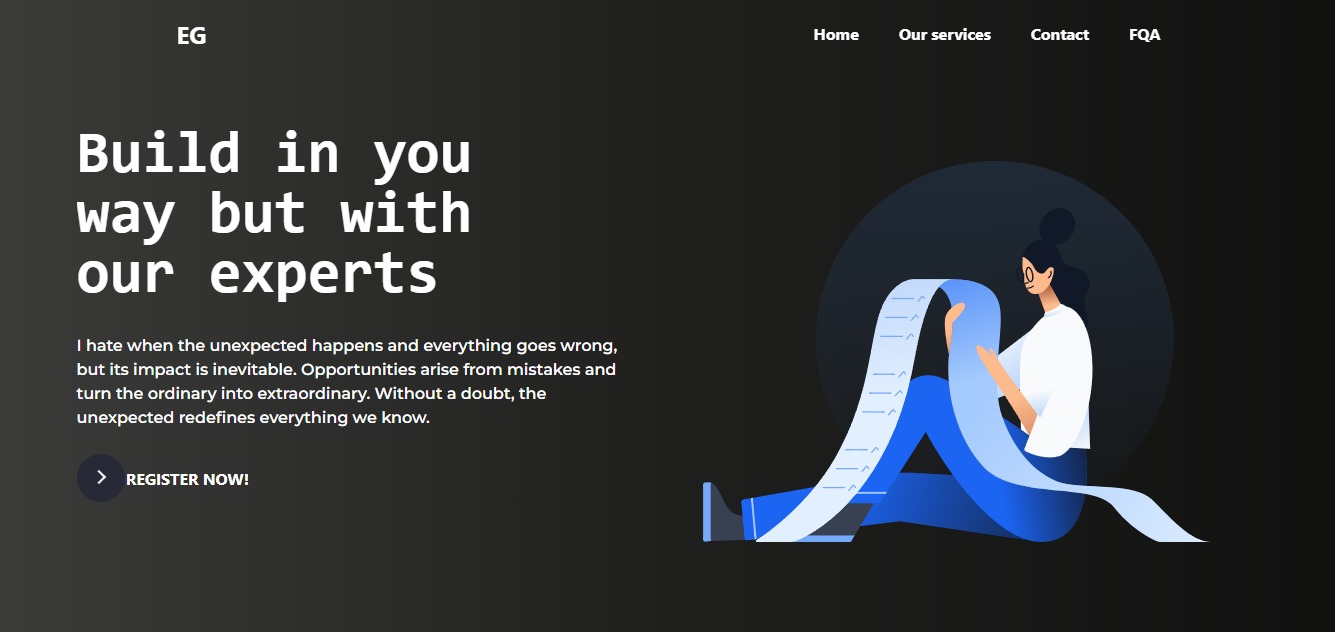 EG
Home Our services Contact FQA
Build in you
way but with
our experts
I hate when the unexpected happens and everything goes wrong,
but its impact is inevitable. Opportunities arise from mistakes and
turn the ordinary into extraordinary. Without a doubt, the
unexpected redefines everything we know.
REGISTER NOW!